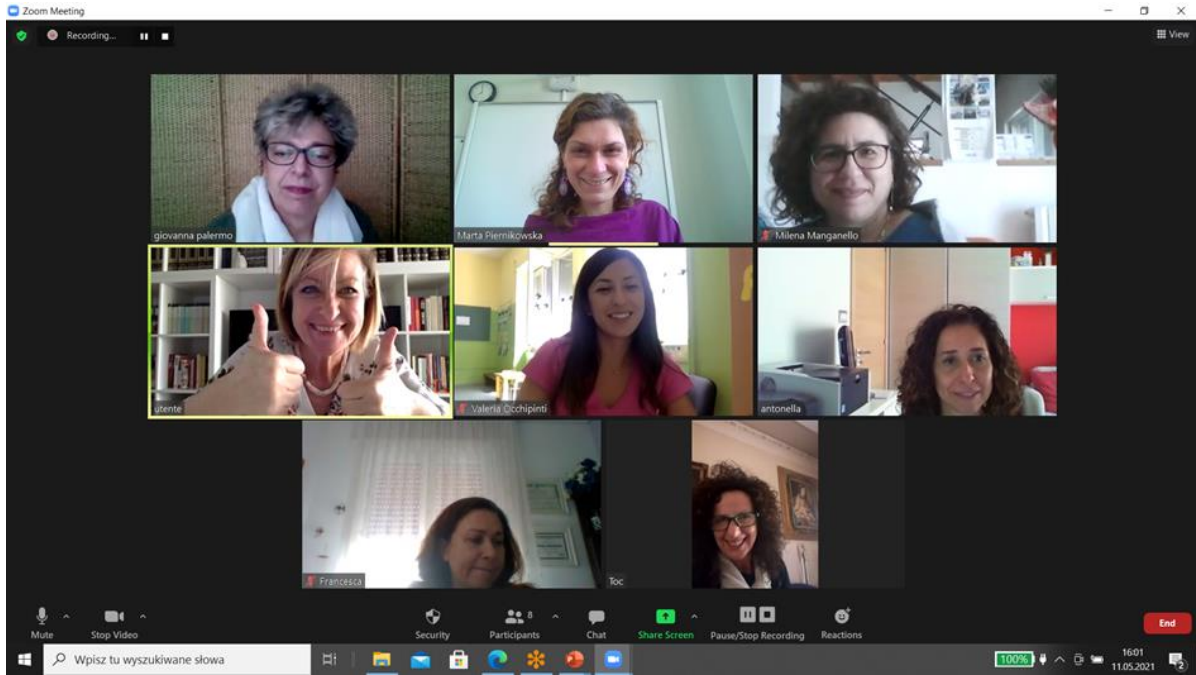 Zoom Meeting
Recording...
View
giovanna palermo
Marta Piernikowska
Milena Manganello
utente
Valeria Occhipinti
antonella
Francesca
Toc
8
Mute
Stop Video
Security
Participants
Chat
Share Screen
Pause/Stop Recording
Reactions
End
Wpisz tu wyszukiwane słowa
100%
16:01
11.05.2021
2